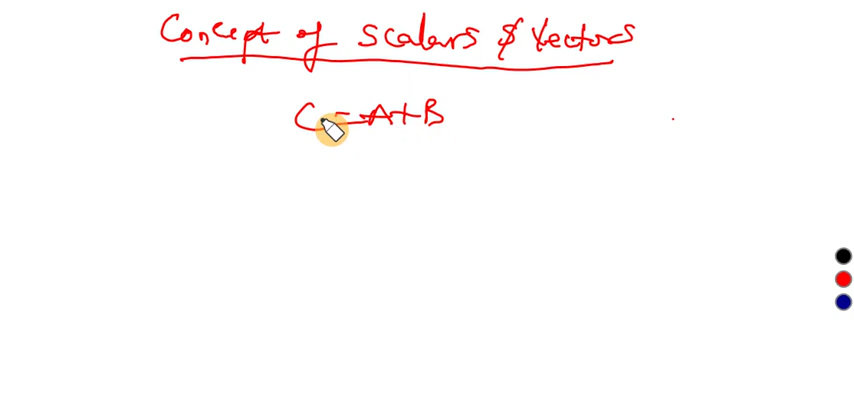 Concept of Scalars & Vectors
C = A + B